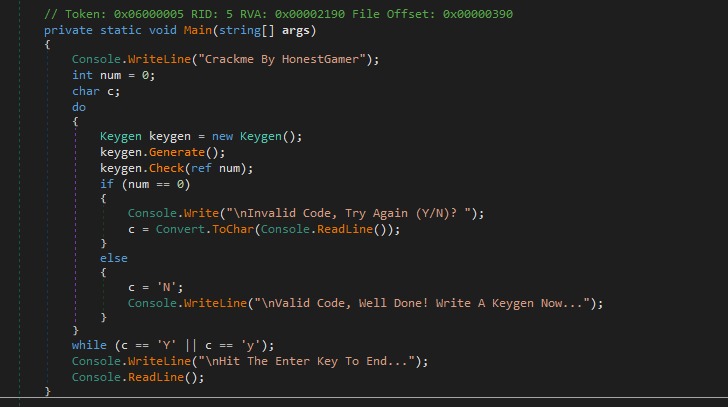 // Token: 0x06000005 RID: 5 RVA: 0x00002190 File Offset: 0x00000390
private static void Main(string[] args)
{
    Console.WriteLine("Crackme By HonestGamer");
    int num = 0;
    char c;
    do
    {
        Keygen keygen = new Keygen();
        keygen.Generate();
        keygen.Check(ref num);
        if (num == 0)
        {
            Console.Write("\nInvalid Code, Try Again (Y/N)? ");
            c = Convert.ToChar(Console.ReadLine());
        }
        else
        {
            c = 'N';
            Console.WriteLine("\nValid Code, Well Done! Write A Keygen Now...");
        }
    }
    while (c == 'Y' || c == 'y');
    Console.WriteLine("\nHit The Enter Key To End...");
    Console.ReadLine();
}